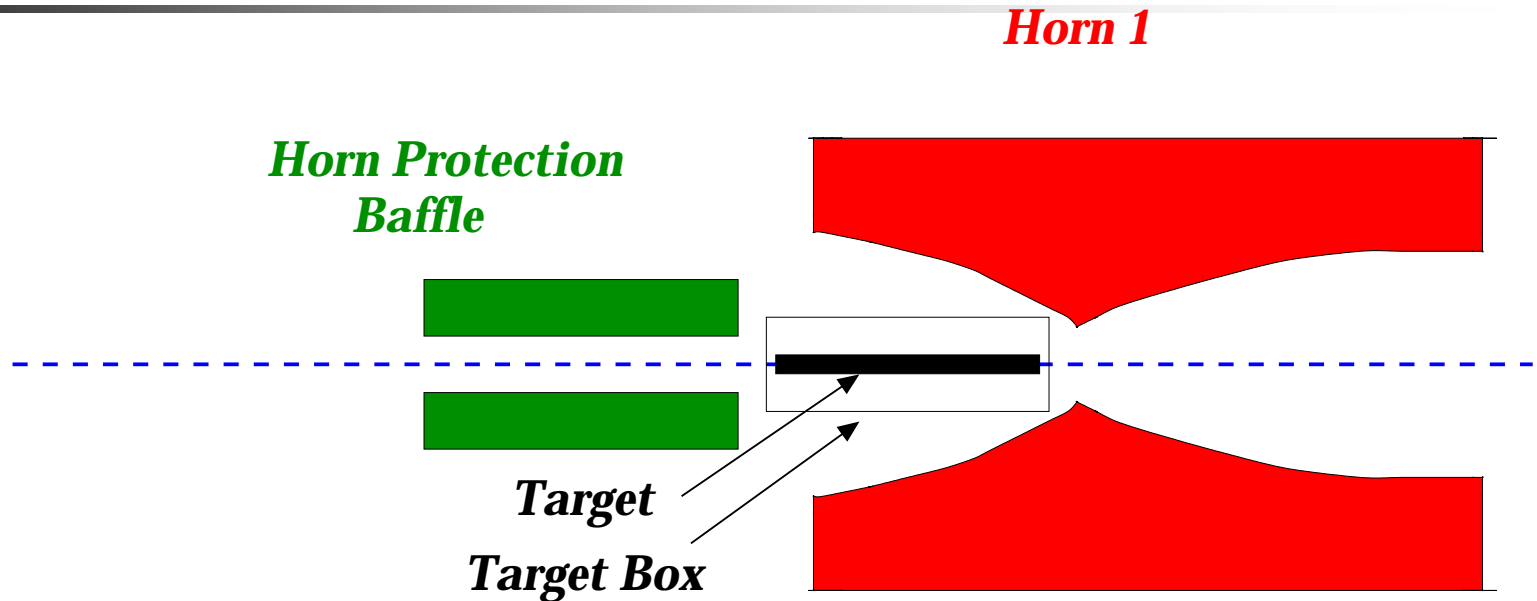 Horn 1
Horn Protection
Baffle
Target
Target Box